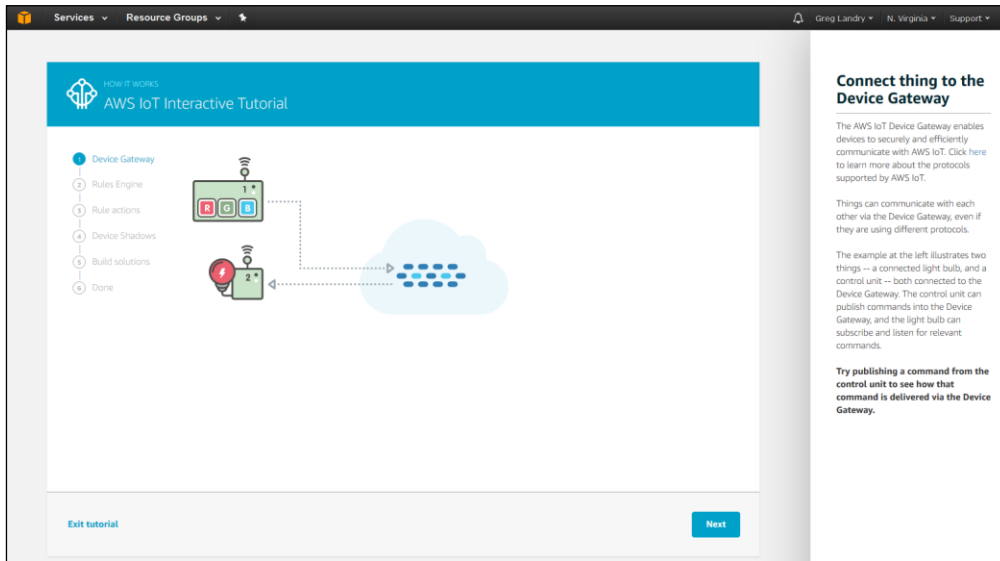 Services Resource Groups Greg Landry N. Virginia Support
HOW IT WORKS
AWS IoT Interactive Tutorial
1 Device Gateway
2 Rules Engine
3 Rule actions
4 Device Shadows
5 Build solutions
6 Done
1
R G B
2
Exit tutorial
Next
Connect thing to the
Device Gateway
The AWS IoT Device Gateway enables
devices to securely and efficiently
communicate with AWS IoT. Click here
to learn more about the protocols
supported by AWS IoT.
Things can communicate with each
other via the Device Gateway, even if
they are using different protocols.
The example at the left illustrates two
things -- a connected light bulb, and a
control unit -- both connected to the
Device Gateway. The control unit can
publish commands into the Device
Gateway, and the light bulb can
subscribe and listen for relevant
commands.
Try publishing a command from the
control unit to see how that
command is delivered via the Device
Gateway.